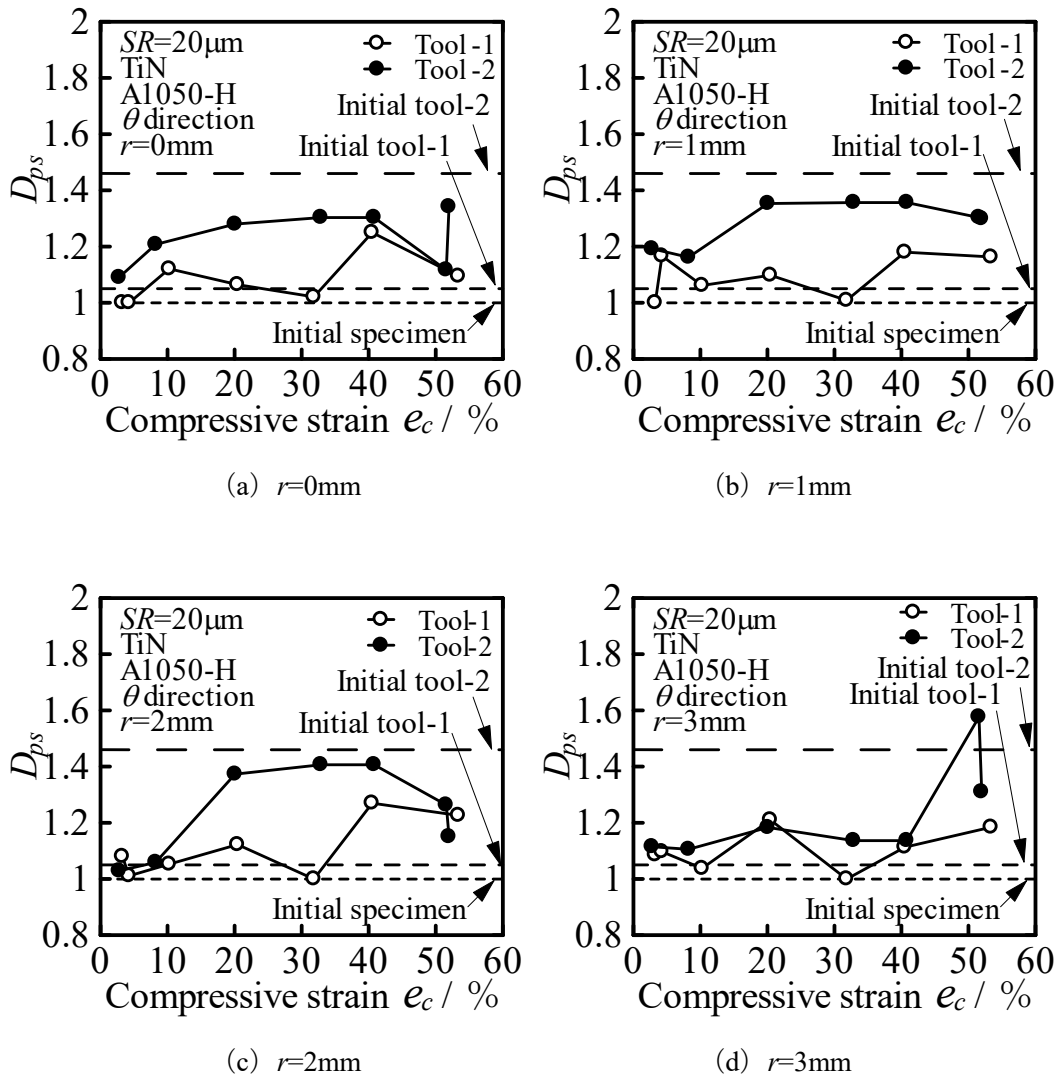 2
1.8
1.6
1.4
1.2
1
0.8
D_ps
SR=20μm
TiN
A1050-H
θ direction
r=0mm
Tool-1
Tool-2
Initial tool-2
Initial tool-1
Initial specimen
0 10 20 30 40 50 60
Compressive strain e_c / %
(a) r=0mm
2
1.8
1.6
1.4
1.2
1
0.8
D_ps
SR=20μm
TiN
A1050-H
θ direction
r=1mm
Tool-1
Tool-2
Initial tool-2
Initial tool-1
Initial specimen
0 10 20 30 40 50 60
Compressive strain e_c / %
(b) r=1mm
2
1.8
1.6
1.4
1.2
1
0.8
D_ps
SR=20μm
TiN
A1050-H
θ direction
r=2mm
Tool-1
Tool-2
Initial tool-2
Initial tool-1
Initial specimen
0 10 20 30 40 50 60
Compressive strain e_c / %
(c) r=2mm
2
1.8
1.6
1.4
1.2
1
0.8
D_ps
SR=20μm
TiN
A1050-H
θ direction
r=3mm
Tool-1
Tool-2
Initial tool-2
Initial tool-1
Initial specimen
0 10 20 30 40 50 60
Compressive strain e_c / %
(d) r=3mm